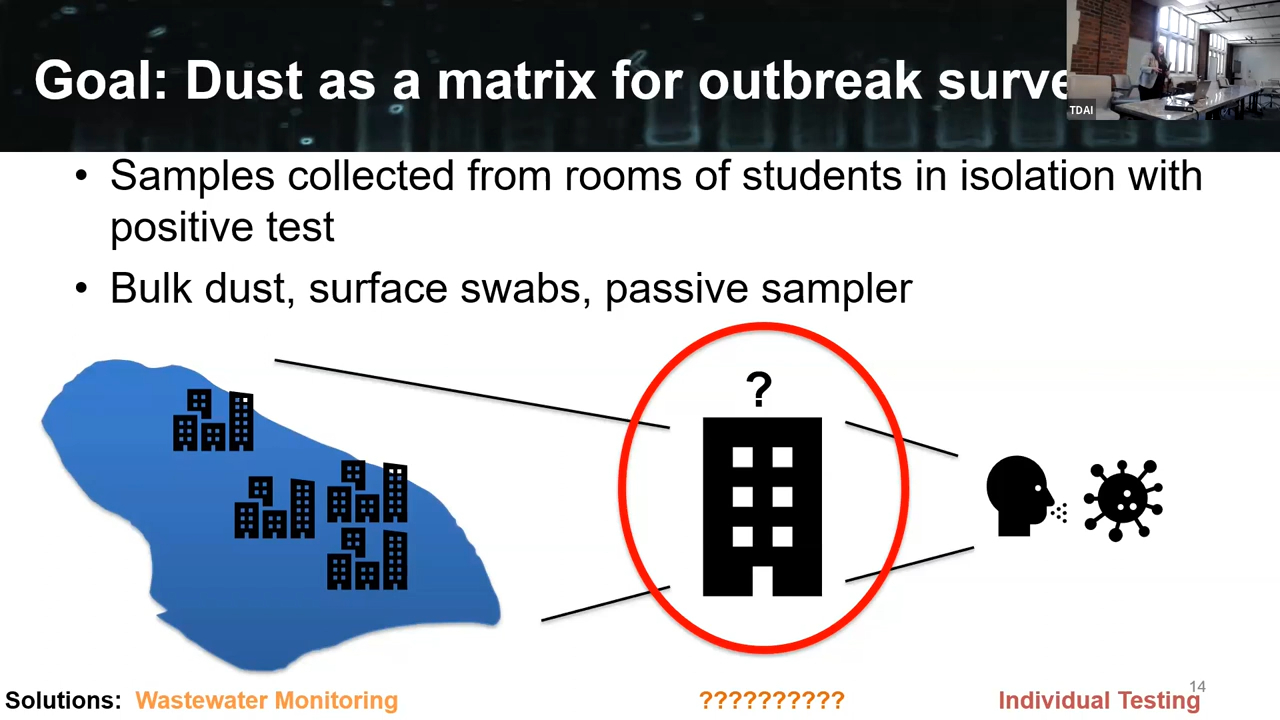 Goal: Dust as a matrix for outbreak surve
TDAI
• Samples collected from rooms of students in isolation with
positive test
• Bulk dust, surface swabs, passive sampler
?
Solutions: Wastewater Monitoring ?????????? Individual Testing
14